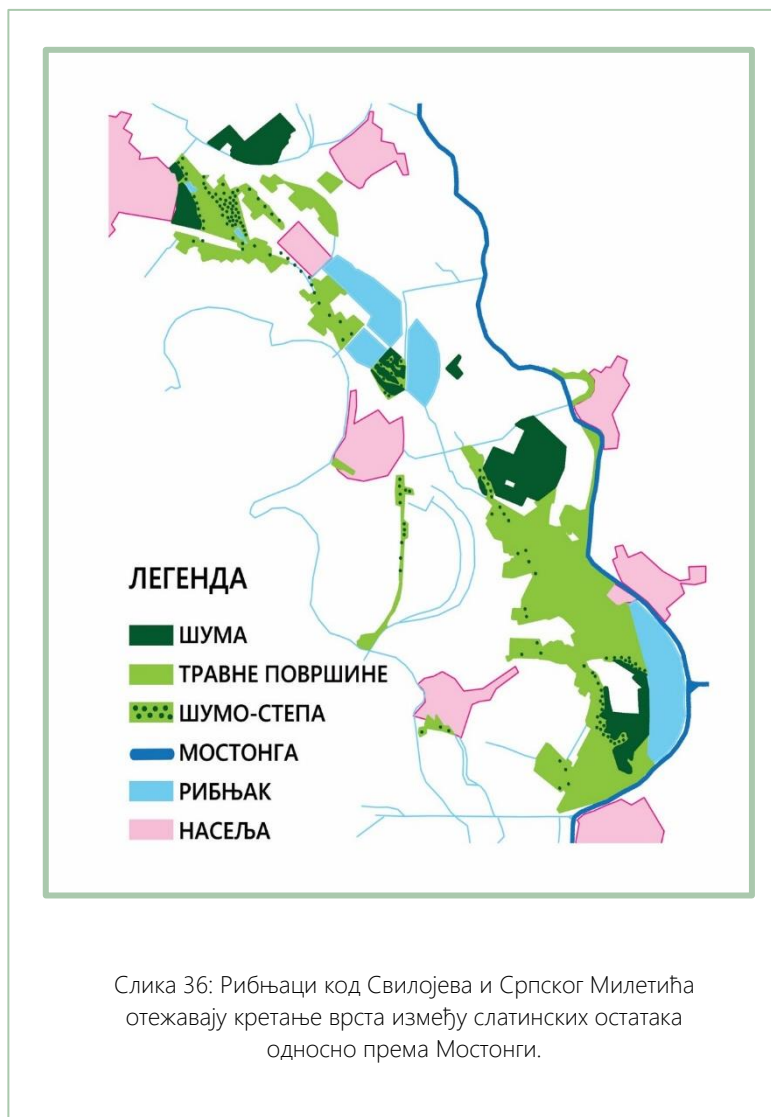 ЛЕГЕНДА
ШУМА
ТРАВНЕ ПОВРШИНЕ
ШУМО-СТЕПА
МОСТОНГА
РИБЊАК
НАСЕЉА
Слика 36: Рибњаци код Свилојева и Српског Милетића
отежавају кретање врста између слатинских остатака
односно према Мостонги.